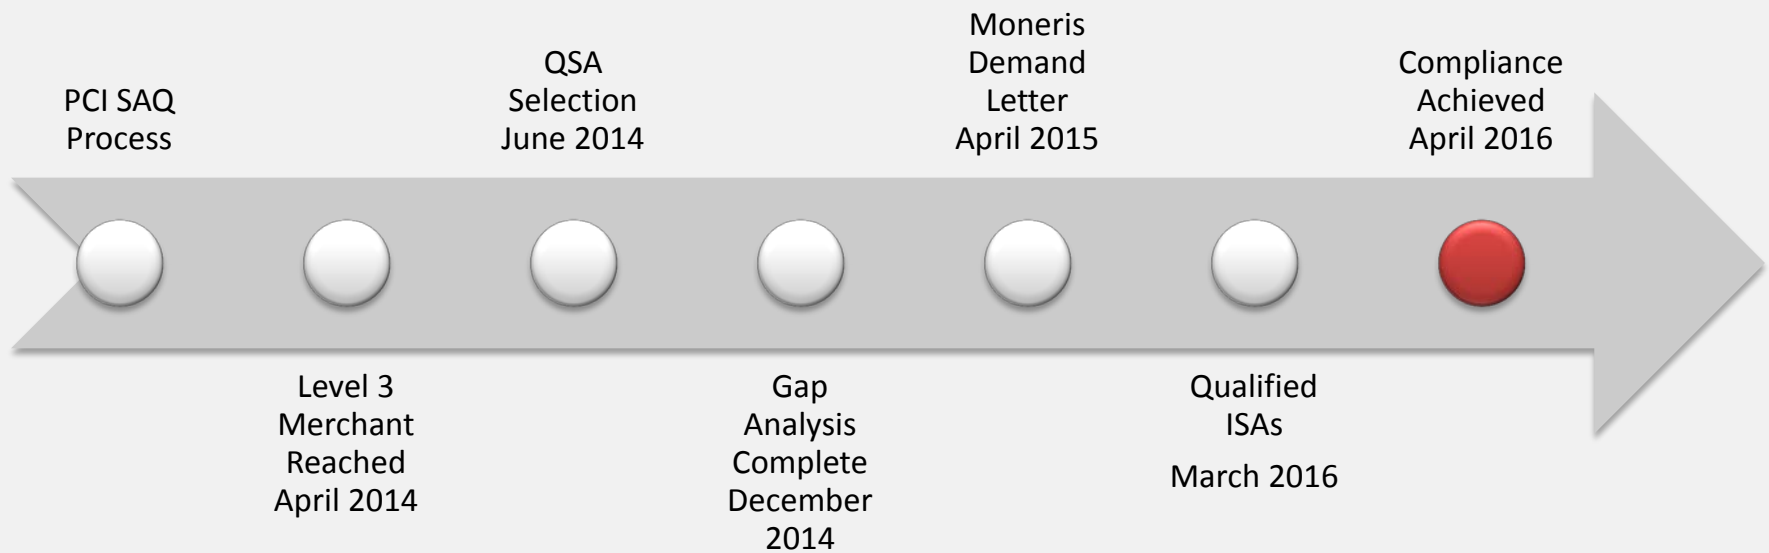 PCI SAQ
Process
Level 3
Merchant
Reached
April 2014
QSA
Selection
June 2014
Gap
Analysis
Complete
December
2014
Moneris
Demand
Letter
April 2015
Qualified
ISAs
March 2016
Compliance
Achieved
April 2016